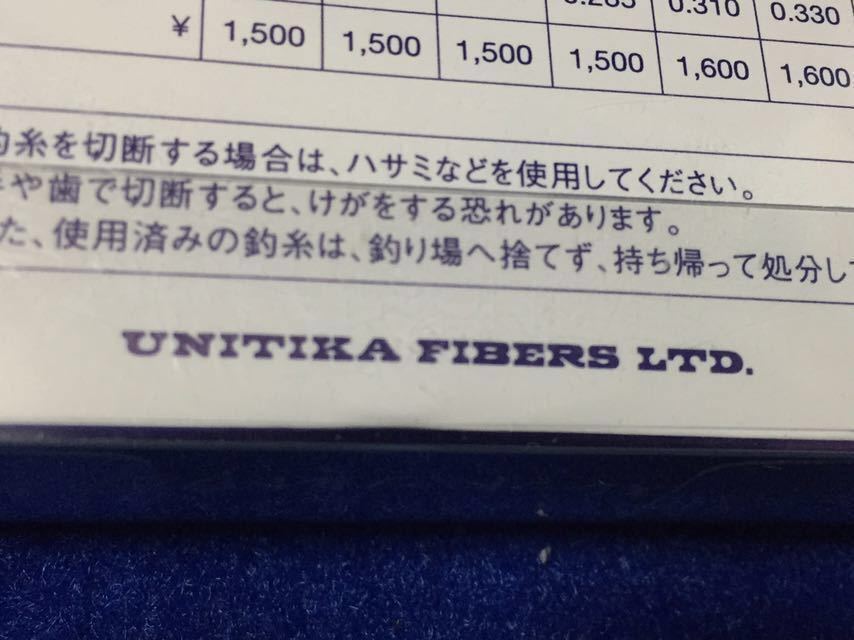 0.310 0.330
¥ 1,500 1,500 1,500 1,500 1,600 1,600
糸を切断する場合は、ハサミなどを使用してください。
や歯で切断すると、けがをする恐れがあります。
た、使用済みの釣糸は、釣り場へ捨てず、持ち帰って処分し
UNITIKA FIBERS LTD.